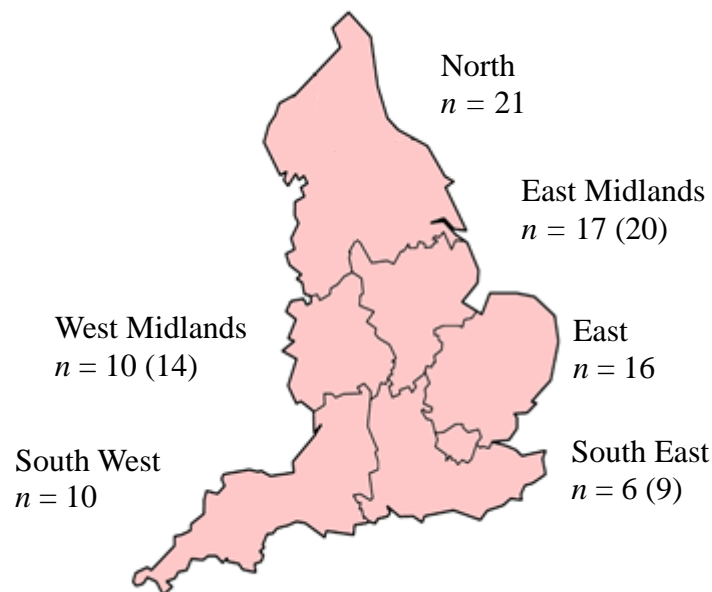 North
n = 21
East Midlands
n = 17 (20)
West Midlands
n = 10 (14)
East
n = 16
South West
n = 10
South East
n = 6 (9)